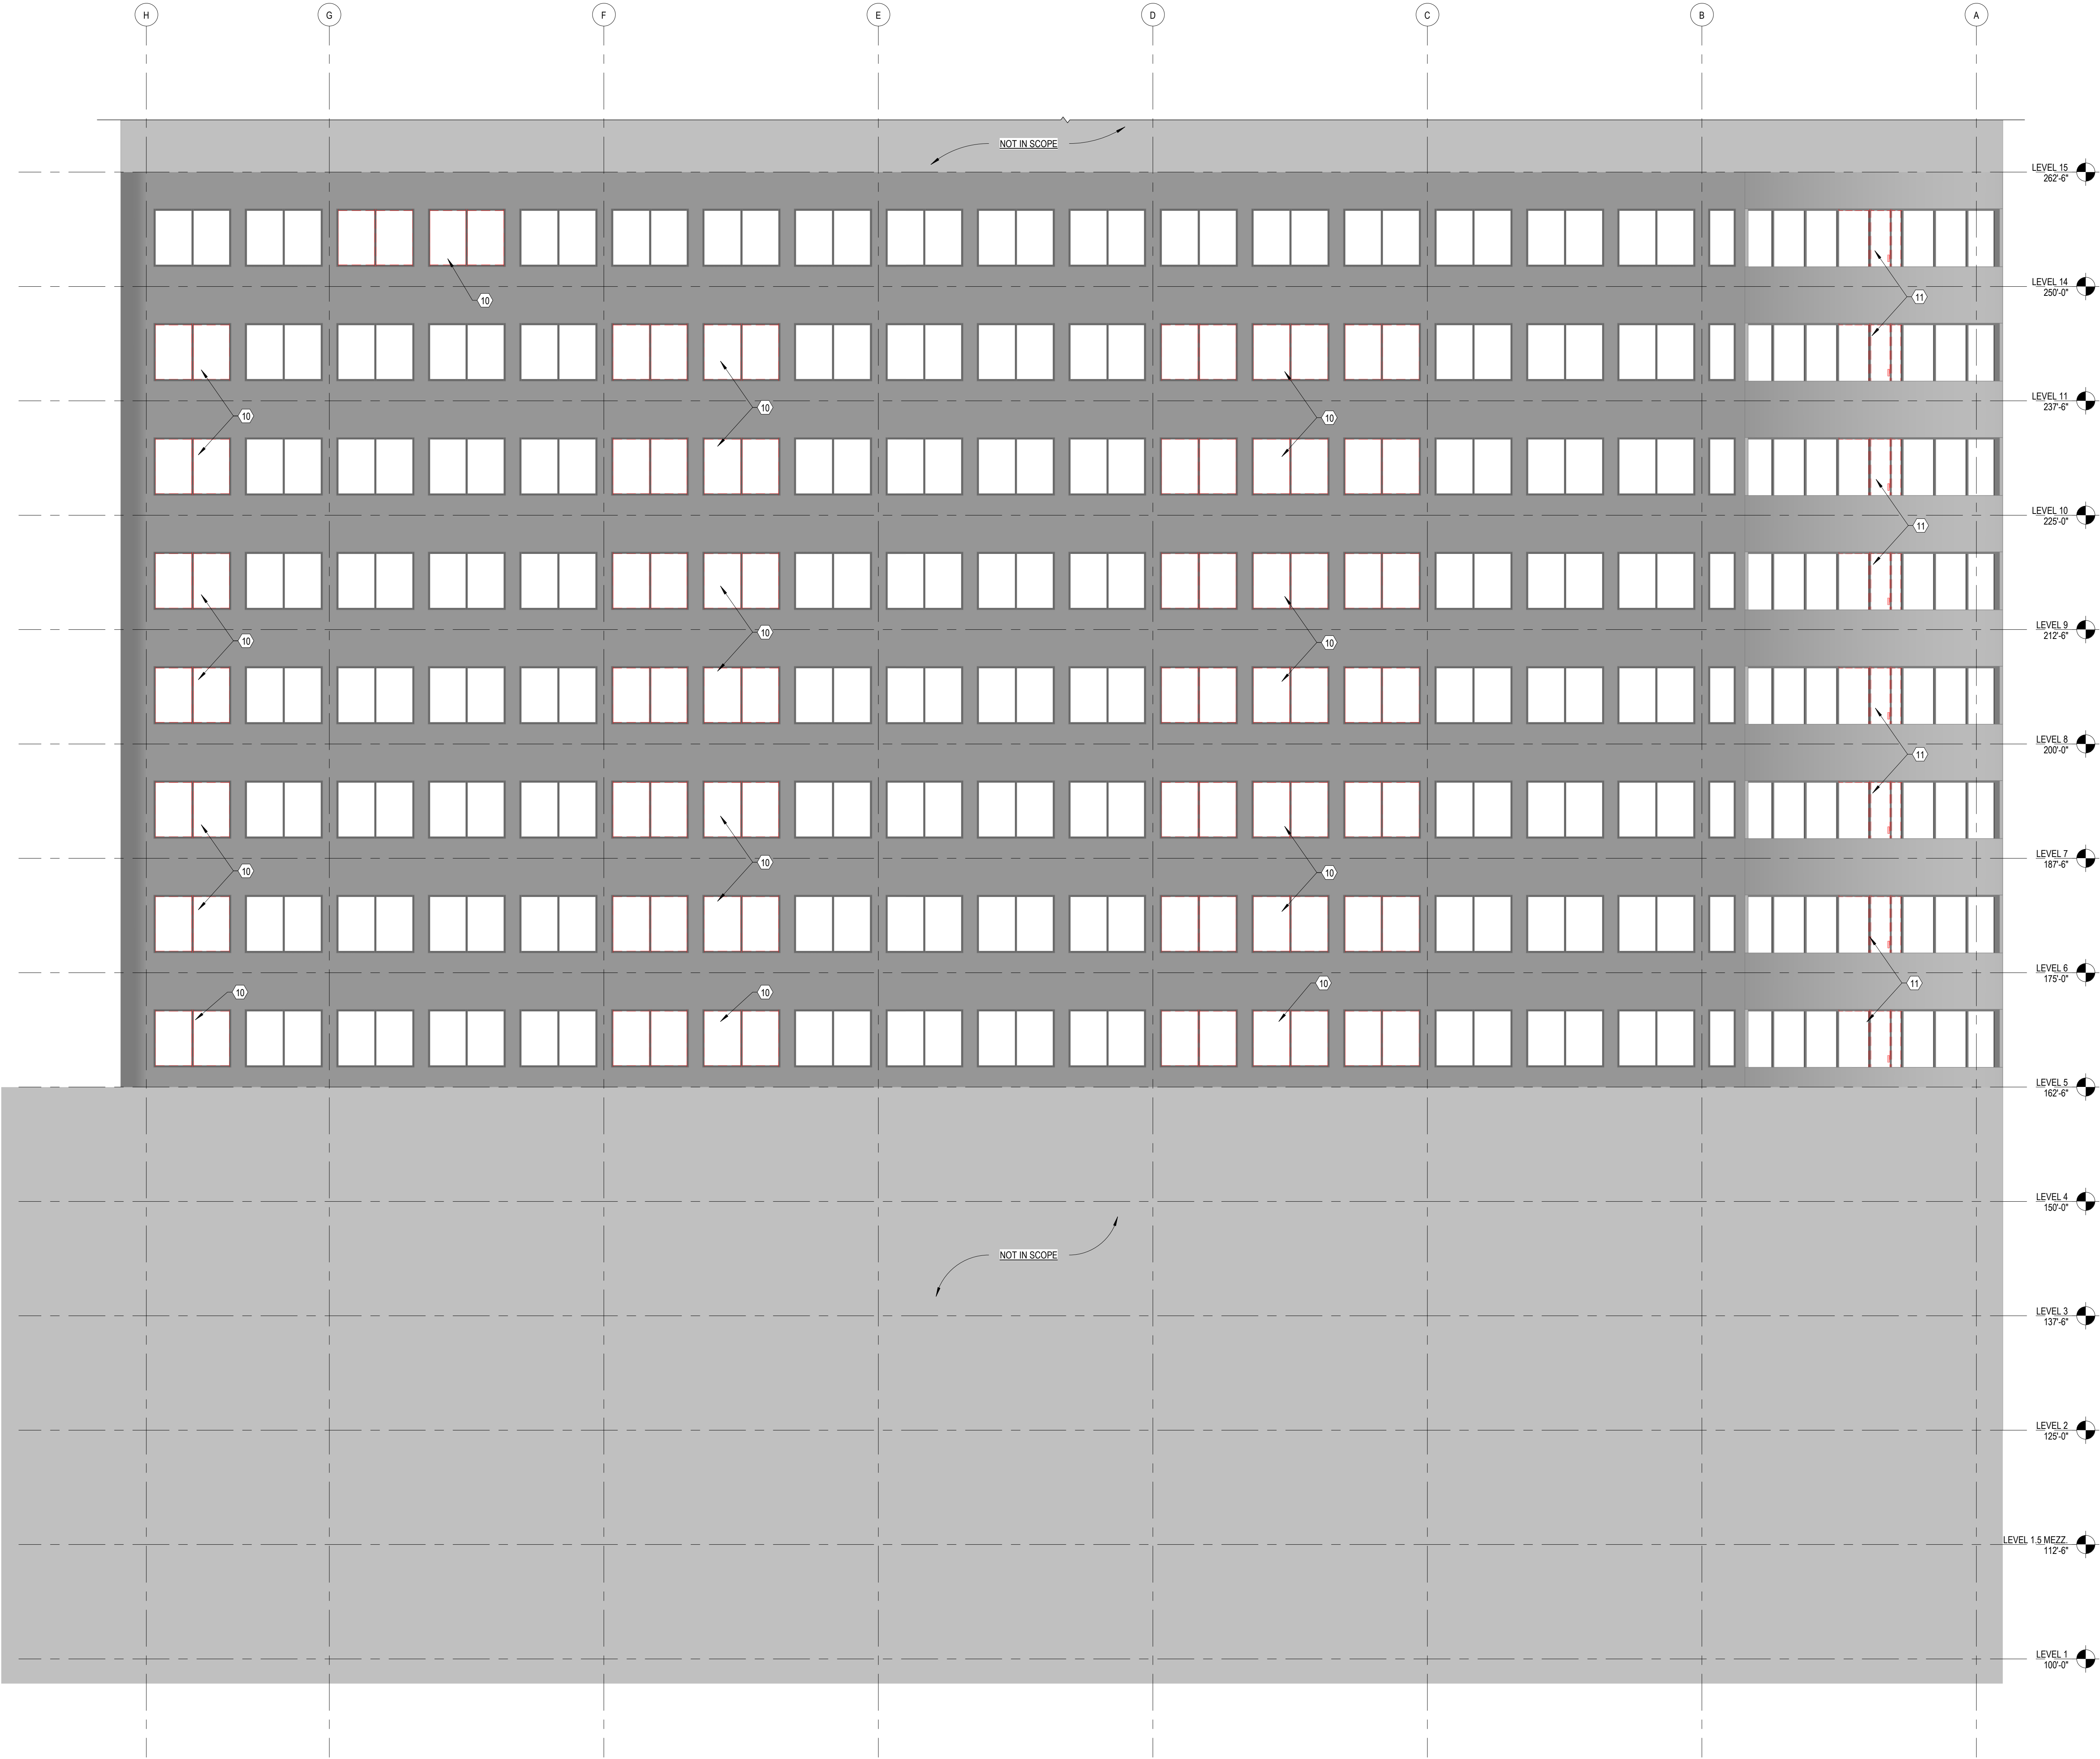 H G F E D C B A
NOT IN SCOPE
LEVEL 15
262'-6"
LEVEL 14
250'-0"
10
11
LEVEL 11
237'-6"
10
10
10
LEVEL 10
225'-0"
11
LEVEL 9
212'-6"
10
10
10
LEVEL 8
200'-0"
11
LEVEL 7
187'-6"
10
10
10
LEVEL 6
175'-0"
10
10
10
11
LEVEL 5
162'-6"
LEVEL 4
150'-0"
NOT IN SCOPE
LEVEL 3
137'-6"
LEVEL 2
125'-0"
LEVEL 1.5 MEZZ
112'-6"
LEVEL 1
100'-0"